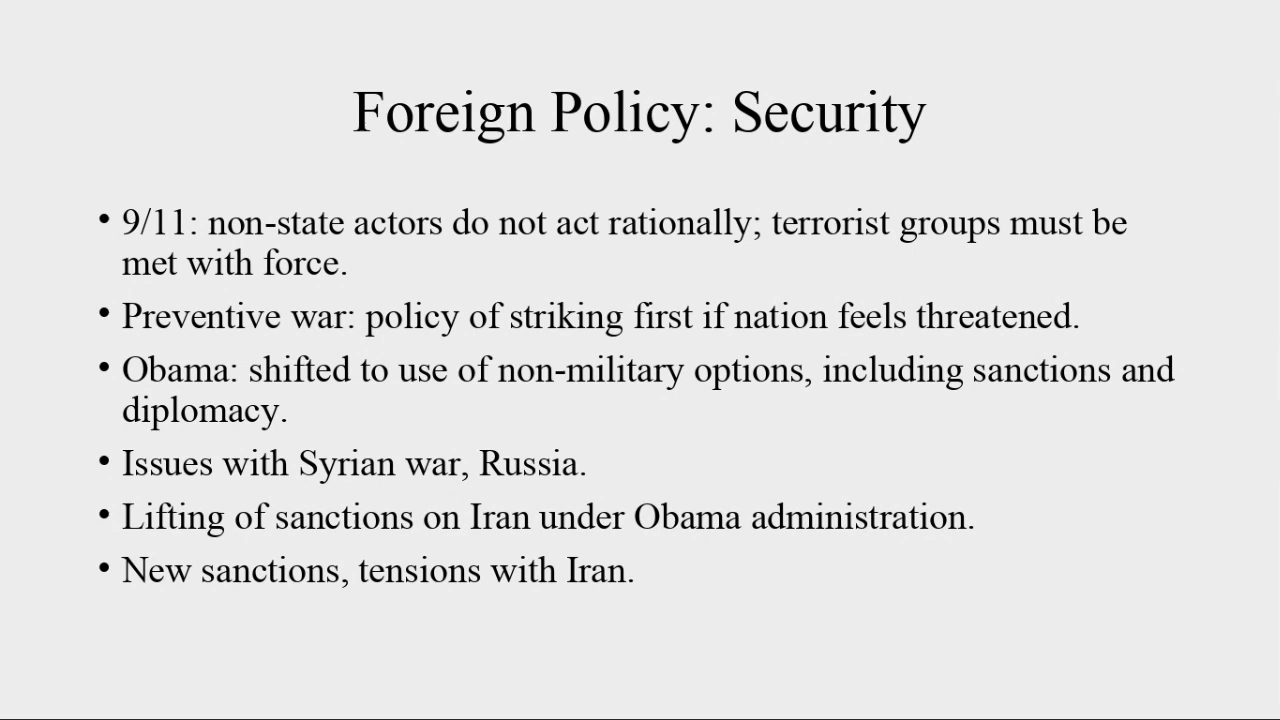 Foreign Policy: Security
• 9/11: non-state actors do not act rationally; terrorist groups must be
met with force.
• Preventive war: policy of striking first if nation feels threatened.
• Obama: shifted to use of non-military options, including sanctions and
diplomacy.
• Issues with Syrian war, Russia.
• Lifting of sanctions on Iran under Obama administration.
• New sanctions, tensions with Iran.